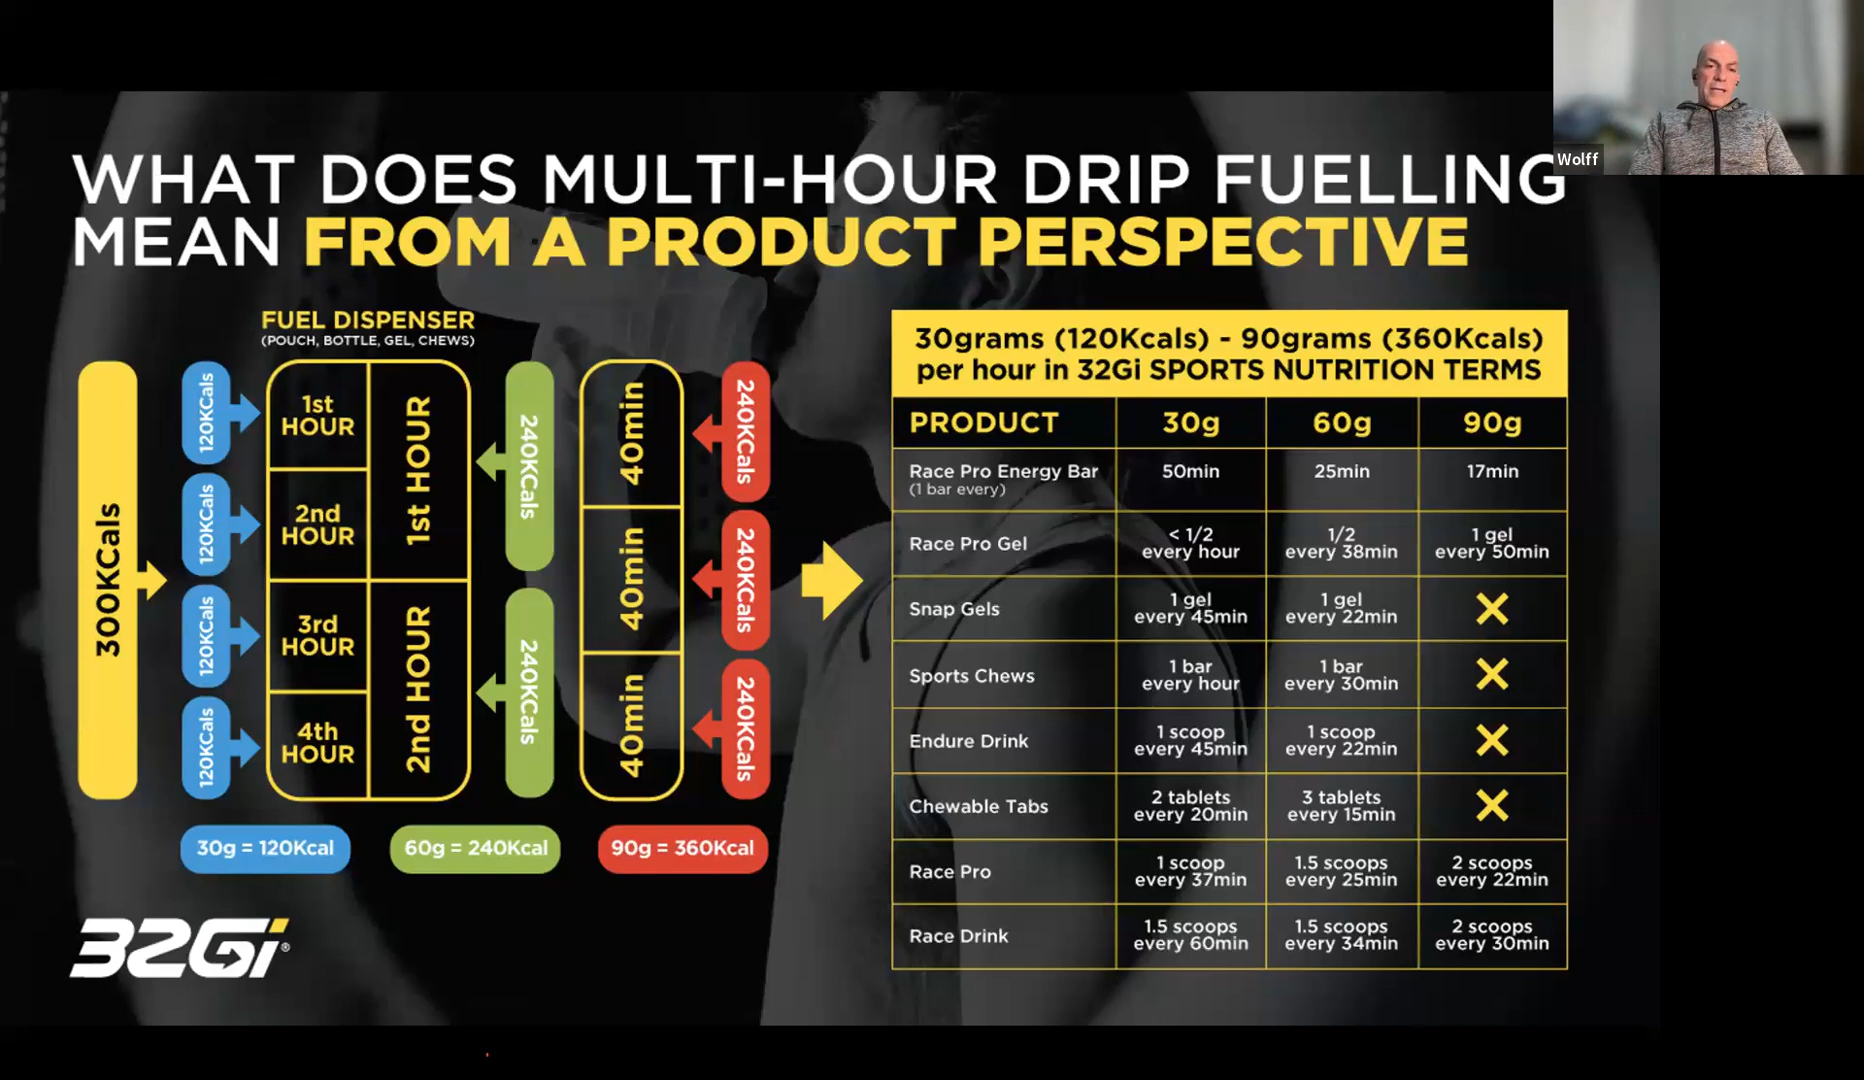 Wolff
WHAT DOES MULTI-HOUR DRIP FUELLING
MEAN FROM A PRODUCT PERSPECTIVE
FUEL DISPENSER
(POUCH, BOTTLE, GEL, CHEWS)
300KCals
120KCals
120KCals
120KCals
120KCals
1st
HOUR
2nd
HOUR
3rd
HOUR
4th
HOUR
1st HOUR
2nd HOUR
240KCals
240KCals
40min
40min
40min
240KCals
240KCals
240KCals
30g = 120Kcal
60g = 240Kcal
90g = 360Kcal
32Gi®
30grams (120Kcals) - 90grams (360Kcals)
per hour in 32Gi SPORTS NUTRITION TERMS
PRODUCT 30g 60g 90g
Race Pro Energy Bar 50min 25min 17min
(1 bar every)
Race Pro Gel
< 1/2
every hour
1/2
every 38min
1 gel
every 50min
Snap Gels
1 gel
every 45min
1 gel
every 22min
Sports Chews
1 bar
every hour
1 bar
every 30min
Endure Drink
1 scoop
every 45min
1 scoop
every 22min
Chewable Tabs
2 tablets
every 20min
3 tablets
every 15min
Race Pro
1 scoop
every 37min
1.5 scoops
every 25min
2 scoops
every 22min
Race Drink
1.5 scoops
every 60min
1.5 scoops
every 34min
2 scoops
every 30min